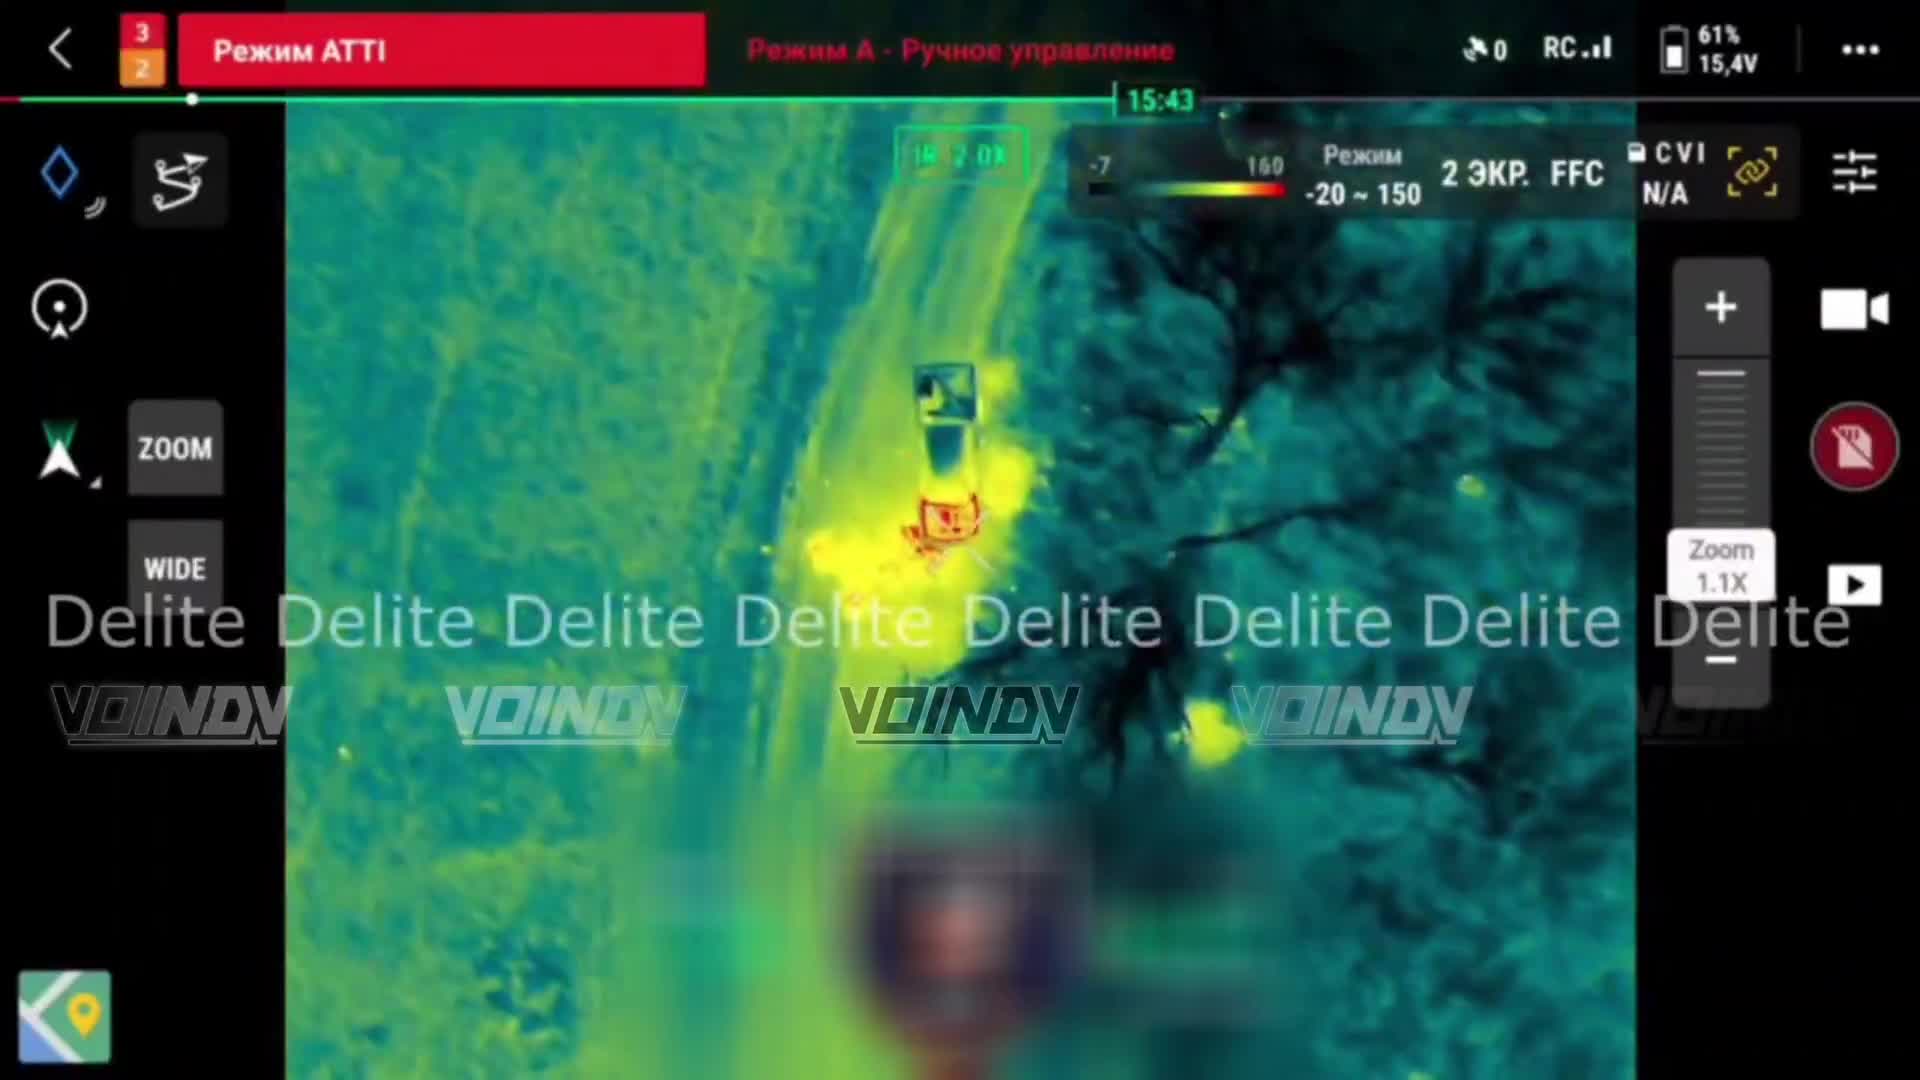 3
2
Режим ATTI
Режим A - Ручное управление
0
RC
61%
15,4V
15:43
IR 2.0X
-7
160
Режим
-20 ~ 150
2 ЭКР.
FFC
CVI
N/A
ZOOM
WIDE
Zoom
1.1X
Delite Delite Delite Delite Delite Delite Delite Delite
VOINDV VOINDV VOINDV VOINDV